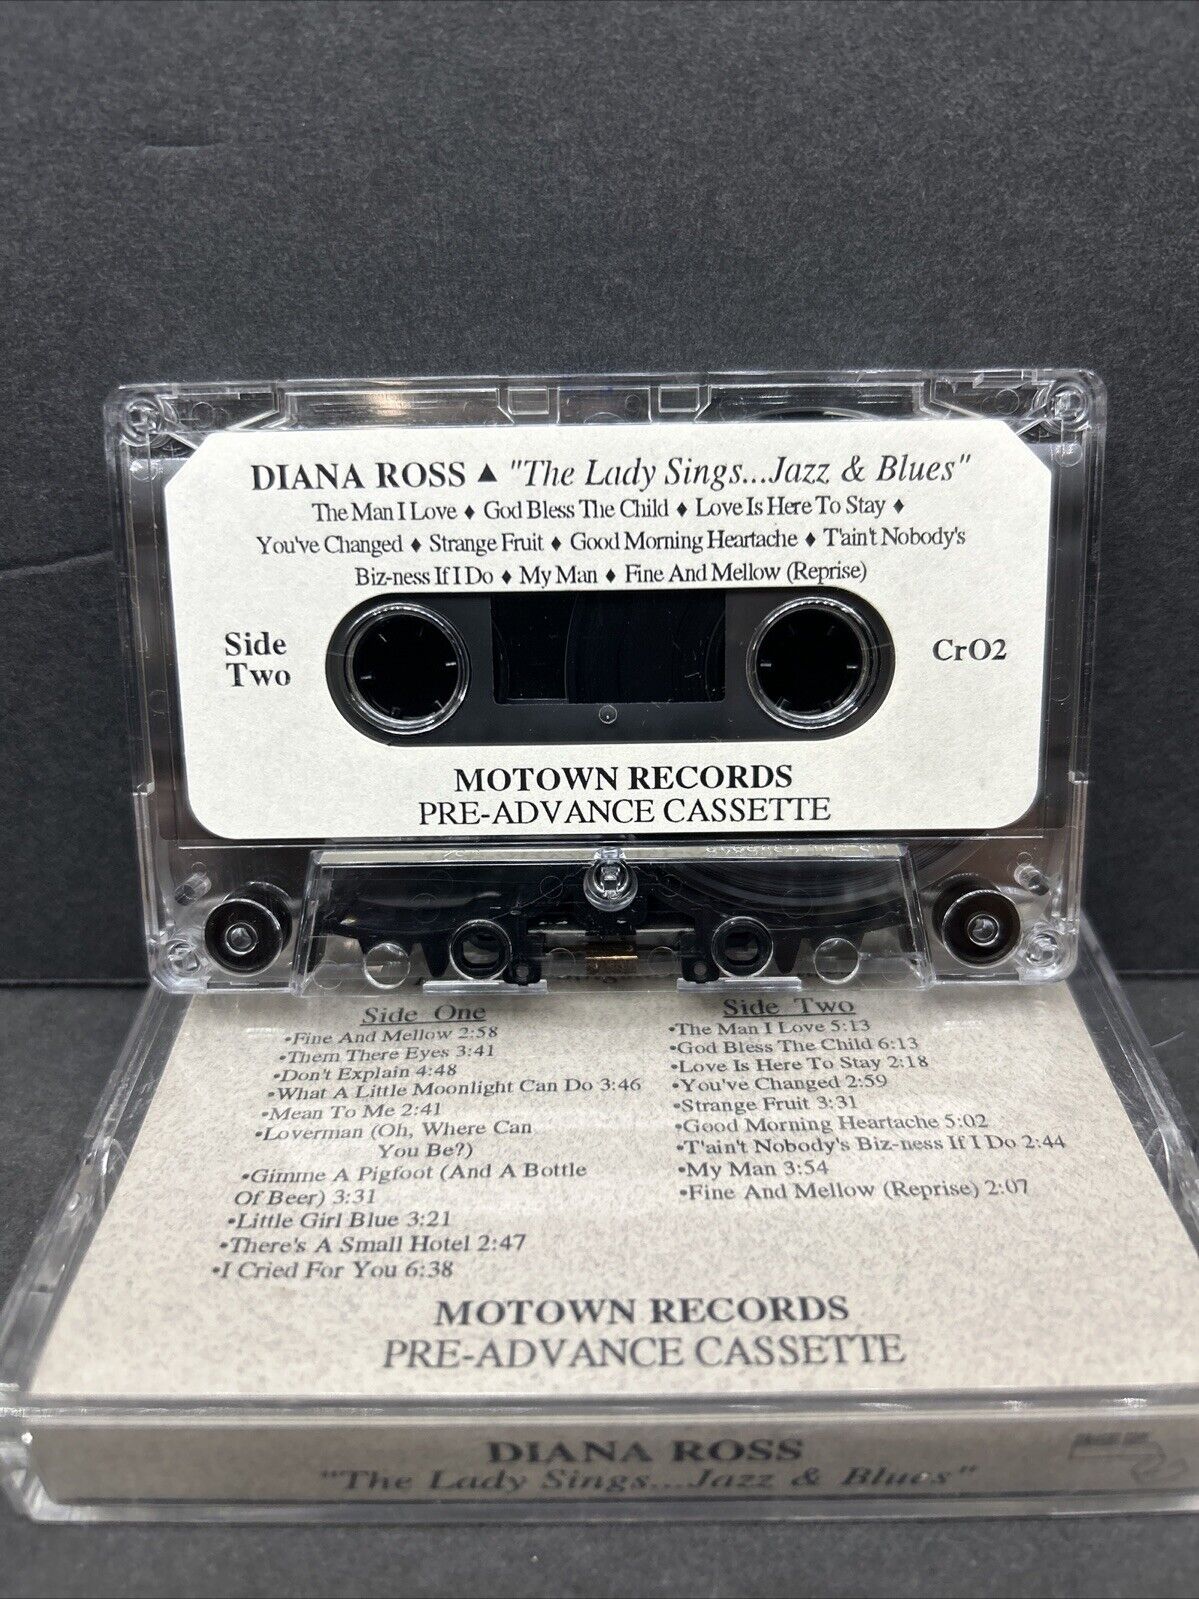 DIANA ROSS ▲ "The Lady Sings...Jazz & Blues"
The Man I Love ♦ God Bless The Child ♦ Love Is Here To Stay ♦
You've Changed ♦ Strange Fruit ♦ Good Morning Heartache ♦ T'ain't Nobody's
Biz-ness If I Do ♦ My Man ♦ Fine And Mellow (Reprise)
Side
Two
CrO2
MOTOWN RECORDS
PRE-ADVANCE CASSETTE
Side One
•Fine And Mellow 2:58
•Them There Eyes 3:41
•Don't Explain 4:48
•What A Little Moonlight Can Do 3:46
•Mean To Me 2:41
•Loverman (Oh, Where Can
You Be?)
•Gimme A Pigfoot (And A Bottle
Of Beer) 3:31
•Little Girl Blue 3:21
•There's A Small Hotel 2:47
•I Cried For You 6:38
Side Two
•The Man I Love 5:13
•God Bless The Child 6:13
•Love Is Here To Stay 2:18
•You've Changed 2:59
•Strange Fruit 3:31
•Good Morning Heartache 5:02
•T'ain't Nobody's Biz-ness If I Do 2:44
•My Man 3:54
•Fine And Mellow (Reprise) 2:07
MOTOWN RECORDS
PRE-ADVANCE CASSETTE
DIANA ROSS
"The Lady Sings...Jazz & Blues"